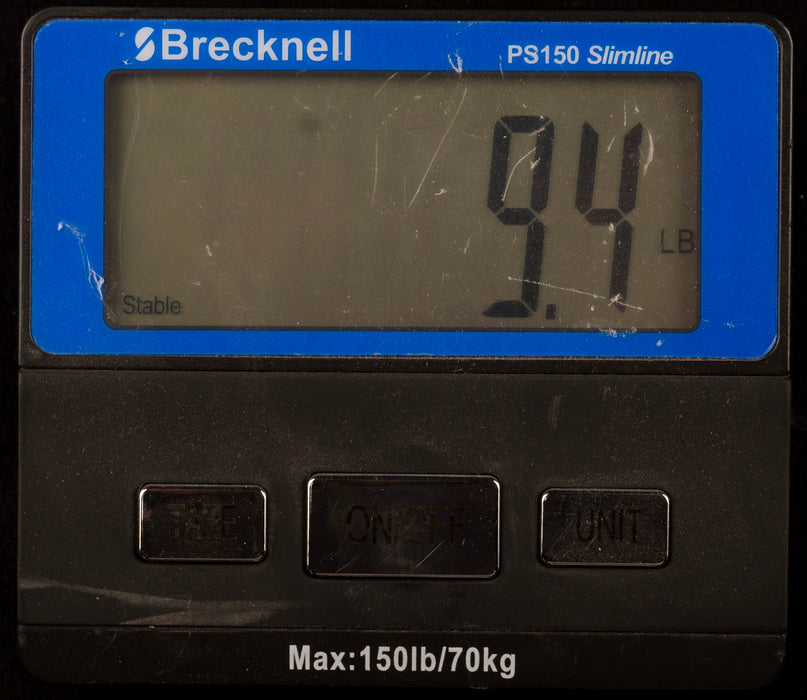 Brecknell
PS150 Slimline
9.4
LB
Stable
TARE
ON/OFF
UNIT
Max:150lb/70kg